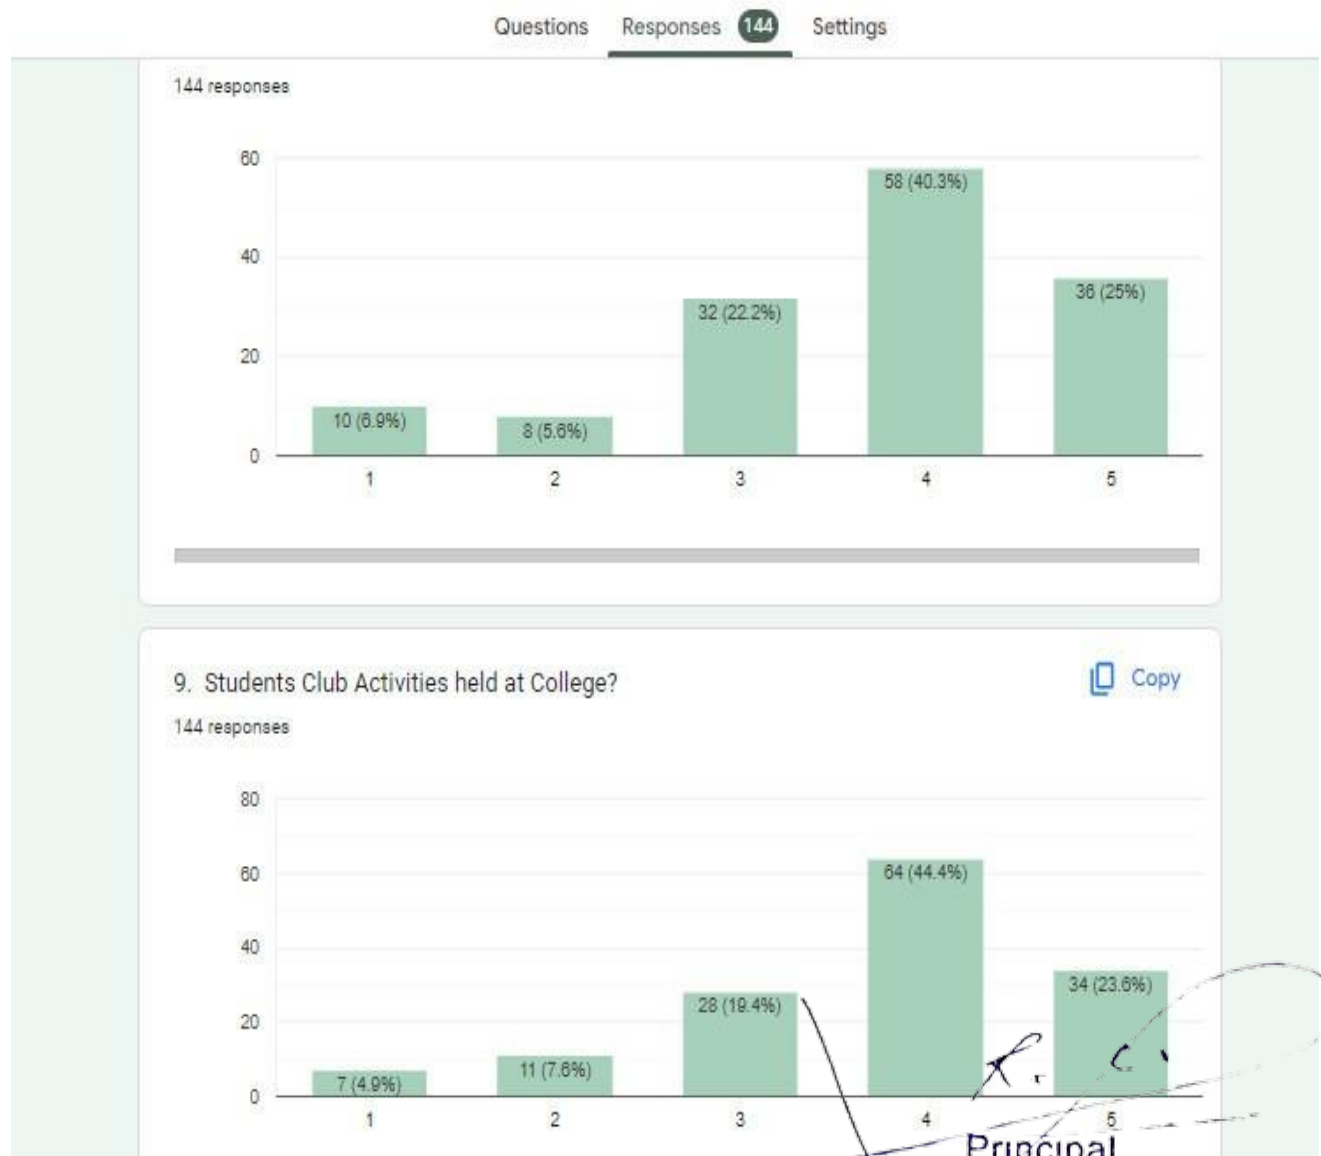 Questions Responses 144 Settings
144 responses
60
58 (40.3%)
40
36 (25%)
32 (22.2%)
20
10 (6.9%)
8 (5.6%)
0
1 2 3 4 5
9. Students Club Activities held at College?
Copy
144 responses
80
60
64 (44.4%)
40
34 (23.6%)
28 (19.4%)
20
11 (7.6%)
7 (4.9%)
0
1 2 3 4 5
Principal